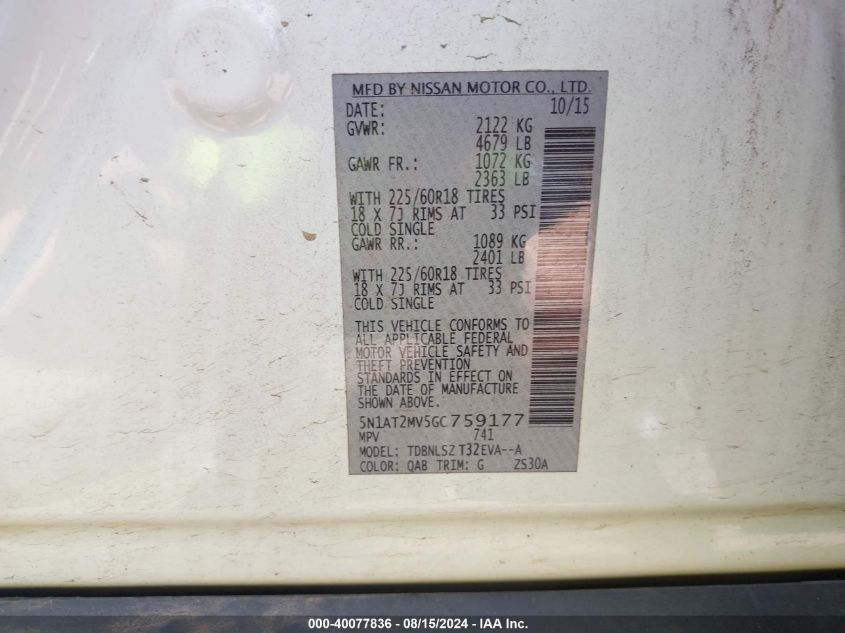 MFD BY NISSAN MOTOR CO., LTD.
DATE: 10/15
GVWR: 2122 KG
4679 LB
GAWR FR.: 1072 KG
2363 LB
WITH 225/60R18 TIRES
18 X 7J RIMS AT 33 PSI
COLD SINGLE
GAWR RR.: 1089 KG
2401 LB
WITH 225/60R18 TIRES
18 X 7J RIMS AT 33 PSI
COLD SINGLE
THIS VEHICLE CONFORMS TO
ALL APPLICABLE FEDERAL
MOTOR VEHICLE SAFETY AND
THEFT PREVENTION
STANDARDS IN EFFECT ON
THE DATE OF MANUFACTURE
SHOWN ABOVE.
5N1AT2MV5GC759177
MPV 741
MODEL: TDBNLSZ T32EVA--A
COLOR: QAB TRIM: G ZS30A
000-40077836 - 08/15/2024 - IAA Inc.